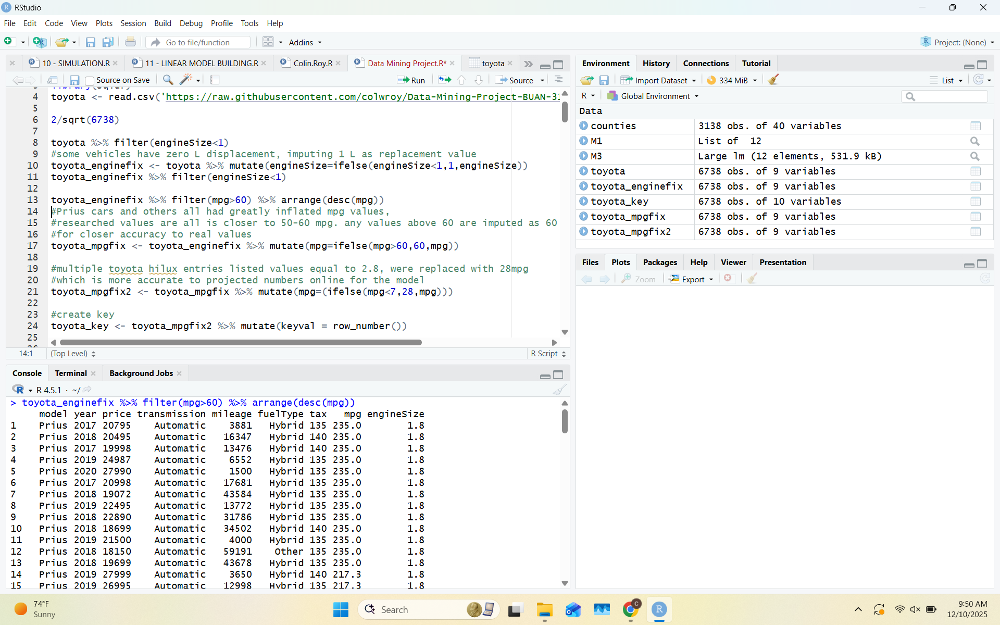 RStudio
File Edit Code View Plots Session Build Debug Profile Tools Help
Go to file/function Addins Project: (None)
10 - SIMULATION.R 11 - LINEAR MODEL BUILDING.R Colin.Roy.R Data Mining Project.R* toyota
Source on Save Run Source
4 toyota <- read.csv('https://raw.githubusercontent.com/colwroy/Data-Mining-Project-BUAN-31
5
6 2/sqrt(6738)
7
8 toyota %>% filter(engineSize<1)
9 #some vehicles have zero L displacement, imputing 1 L as replacement value
10 toyota_enginefix <- toyota %>% mutate(engineSize=ifelse(engineSize<1,1,engineSize))
11 toyota_enginefix %>% filter(engineSize<1)
12
13 toyota_enginefix %>% filter(mpg>60) %>% arrange(desc(mpg))
14 #Prius cars and others all had greatly inflated mpg values,
15 #researched values are all is closer to 50-60 mpg. any values above 60 are imputed as 60
16 #for closer accuracy to real values
17 toyota_mpgfix <- toyota_enginefix %>% mutate(mpg=ifelse(mpg>60,60,mpg))
18
19 #multiple toyota hilux entries listed values equal to 2.8, were replaced with 28mpg
20 #which is more accurate to projected numbers online for the model
21 toyota_mpgfix2 <- toyota_mpgfix %>% mutate(mpg=(ifelse(mpg<7,28,mpg)))
22
23 #create key
24 toyota_key <- toyota_mpgfix2 %>% mutate(keyval = row_number())
25
14:1 (Top Level) R Script
Console Terminal Background Jobs
R 4.5.1 · ~/
> toyota_enginefix %>% filter(mpg>60) %>% arrange(desc(mpg))
model year price transmission mileage fuelType tax mpg engineSize
1 Prius 2017 20795 Automatic 3881 Hybrid 135 235.0 1.8
2 Prius 2018 20495 Automatic 16347 Hybrid 140 235.0 1.8
3 Prius 2017 19998 Automatic 13476 Hybrid 140 235.0 1.8
4 Prius 2019 24987 Automatic 6552 Hybrid 135 235.0 1.8
5 Prius 2020 27990 Automatic 1500 Hybrid 135 235.0 1.8
6 Prius 2017 20998 Automatic 17681 Hybrid 135 235.0 1.8
7 Prius 2018 19072 Automatic 43584 Hybrid 135 235.0 1.8
8 Prius 2019 22495 Automatic 13772 Hybrid 135 235.0 1.8
9 Prius 2018 22890 Automatic 31786 Hybrid 135 235.0 1.8
10 Prius 2018 18699 Automatic 34502 Hybrid 140 235.0 1.8
11 Prius 2019 21500 Automatic 4000 Hybrid 135 235.0 1.8
12 Prius 2018 18150 Automatic 59191 Other 135 235.0 1.8
13 Prius 2018 19699 Automatic 43678 Hybrid 135 235.0 1.8
14 Prius 2019 27999 Automatic 3650 Hybrid 140 217.3 1.8
15 Prius 2019 26995 Automatic 12998 Hybrid 135 217.3 1.8
Environment History Connections Tutorial
Import Dataset 334 MiB List
R Global Environment
Data
counties 3138 obs. of 40 variables
M1 List of 12
M3 Large lm (12 elements, 531.9 kB)
toyota 6738 obs. of 9 variables
toyota_enginefix 6738 obs. of 9 variables
toyota_key 6738 obs. of 10 variables
toyota_mpgfix 6738 obs. of 9 variables
toyota_mpgfix2 6738 obs. of 9 variables
Files Plots Packages Help Viewer Presentation
Zoom Export
74°F
Sunny
Search
C
R
9:50 AM
12/10/2025